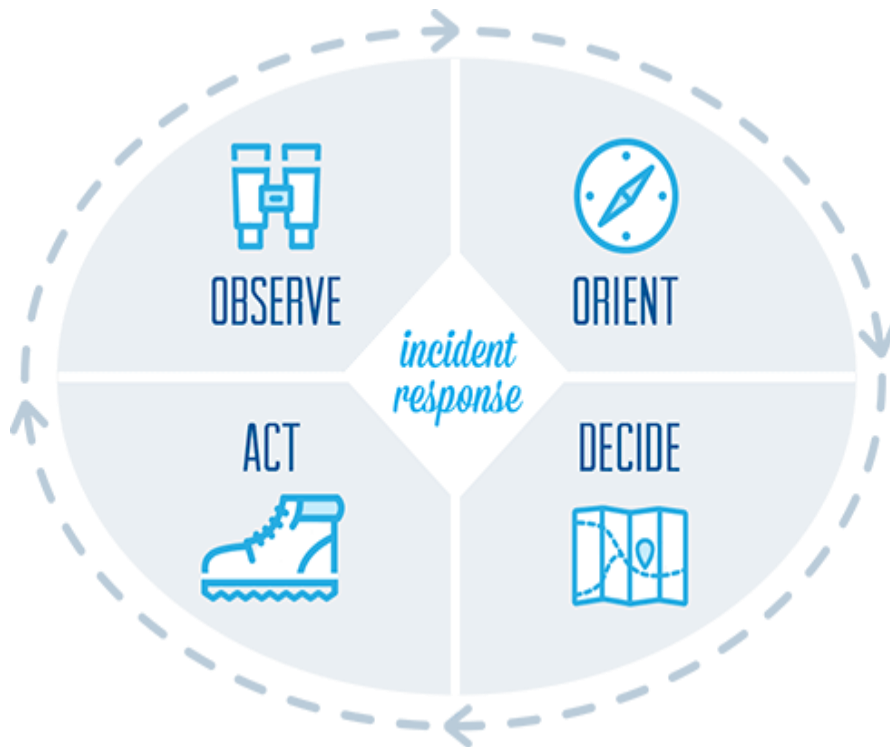 OBSERVE
ORIENT
incident
response
ACT
DECIDE